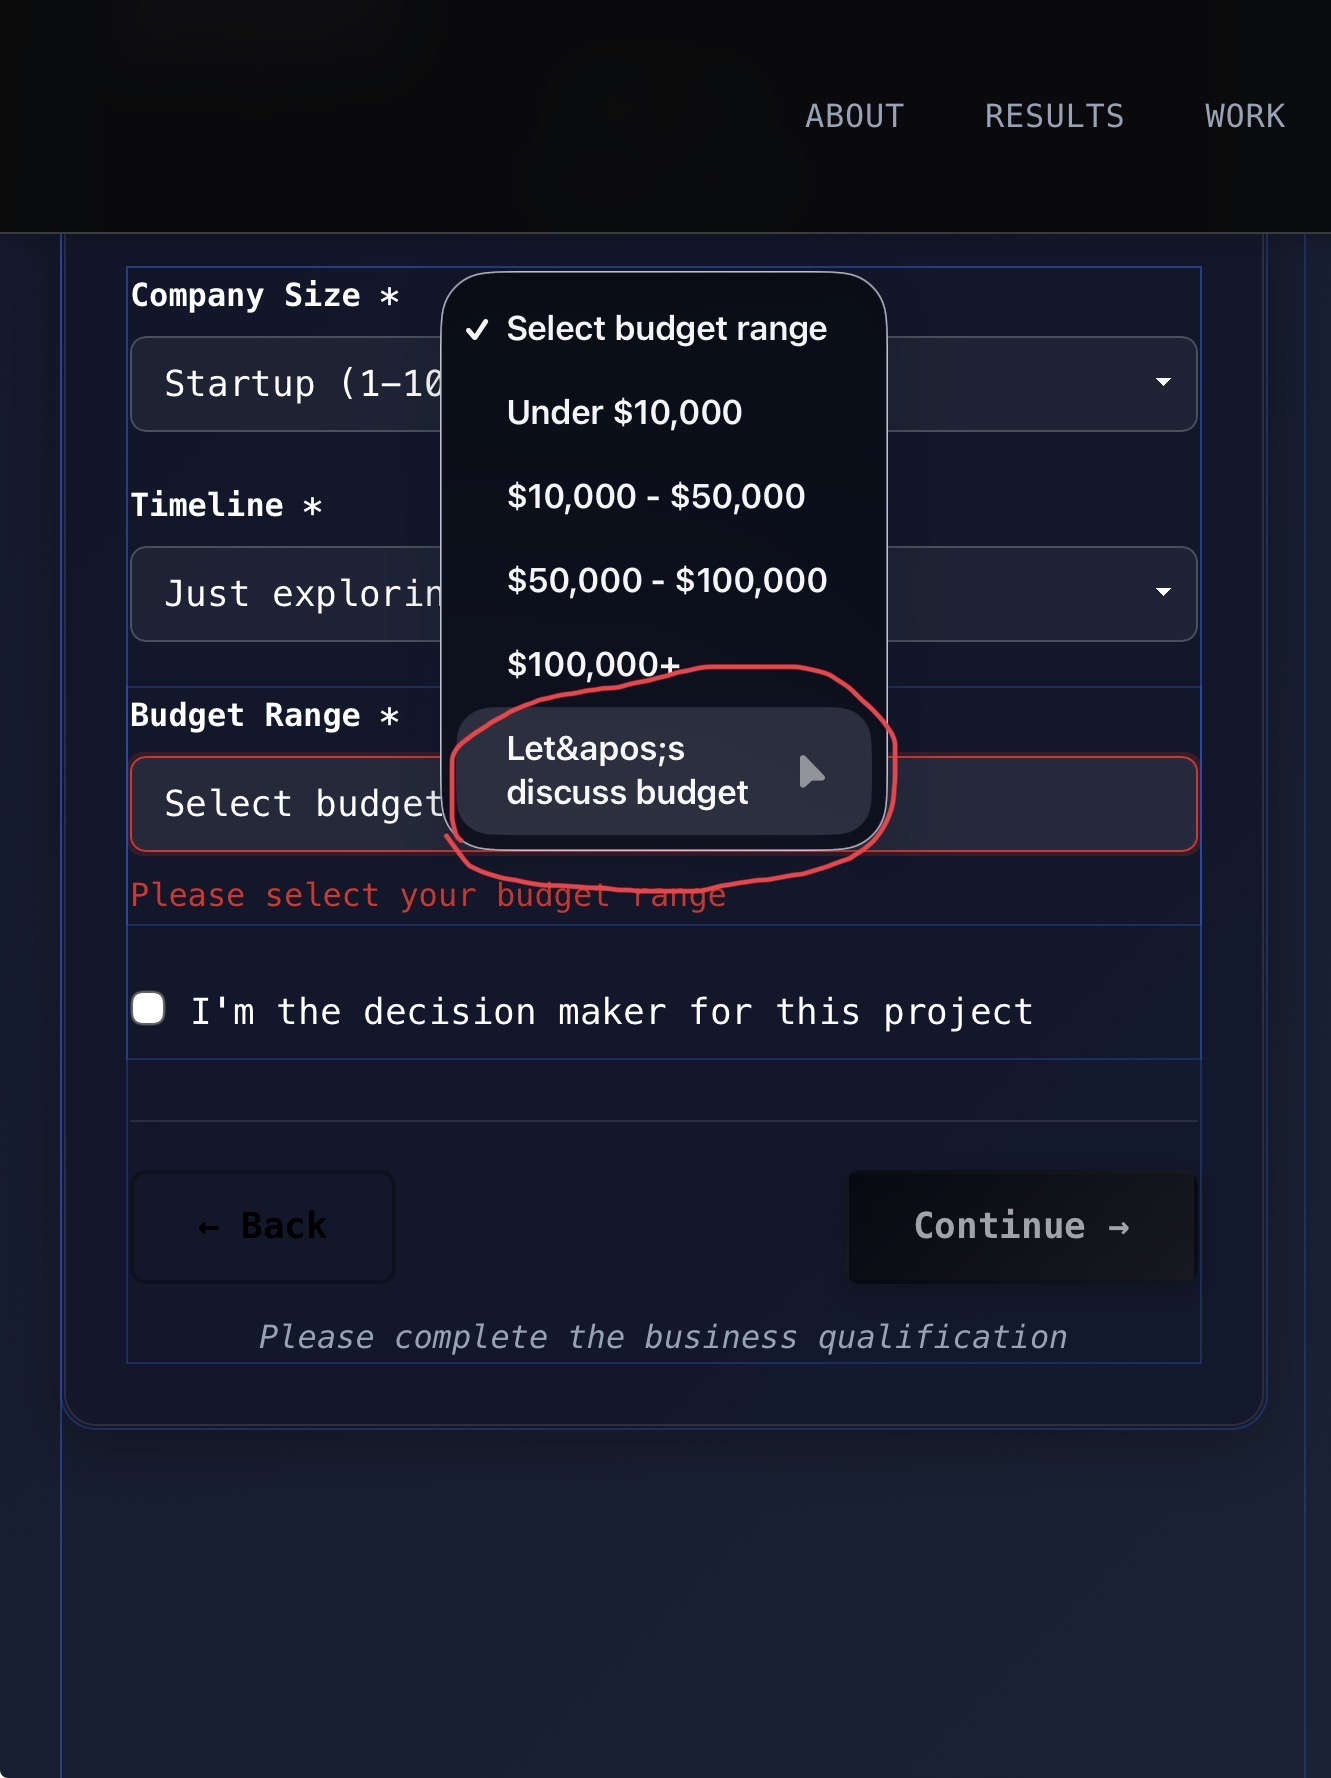 ABOUT RESULTS WORK
Company Size *
Startup (1–10
Timeline *
Just explorin
Budget Range *
Select budget
✓ Select budget range
Under $10,000
$10,000 - $50,000
$50,000 - $100,000
$100,000+
Let&apos;s
discuss budget
Please select your budget range
I'm the decision maker for this project
← Back
Continue →
Please complete the business qualification